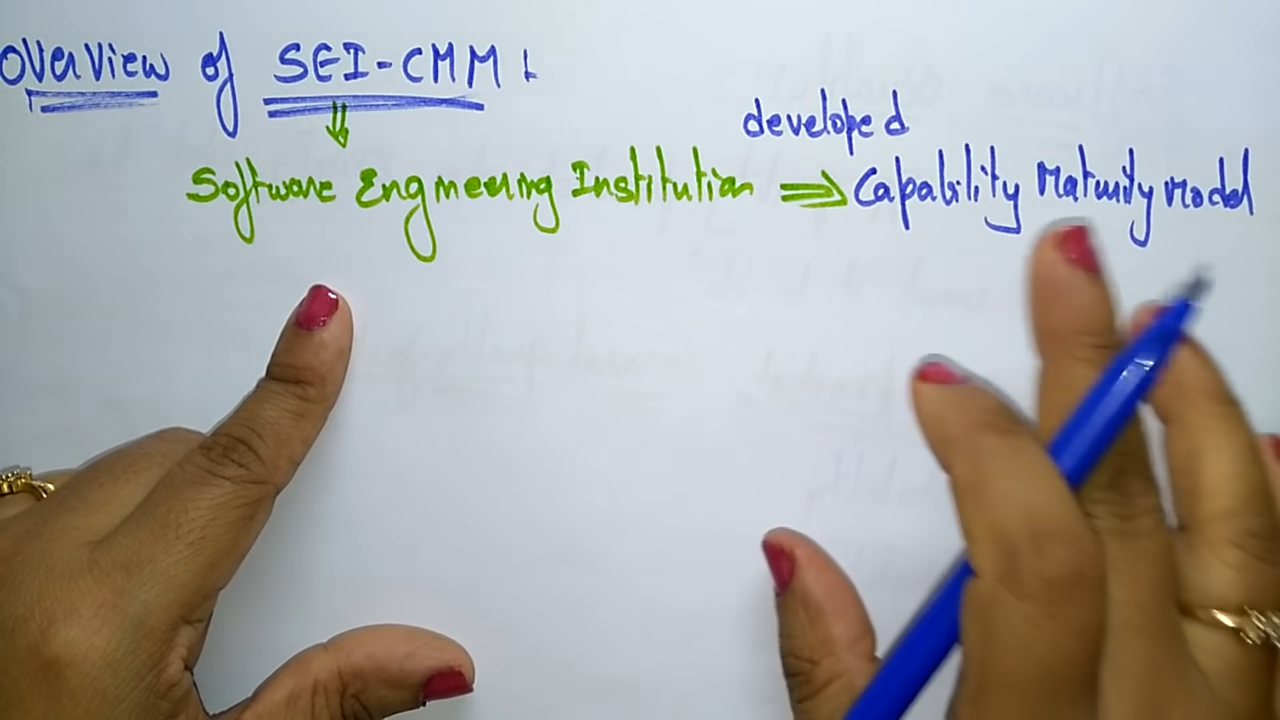 Overview of SEI-CMM :
developed
Software Engineering Institution ⇒ Capability Maturity Model